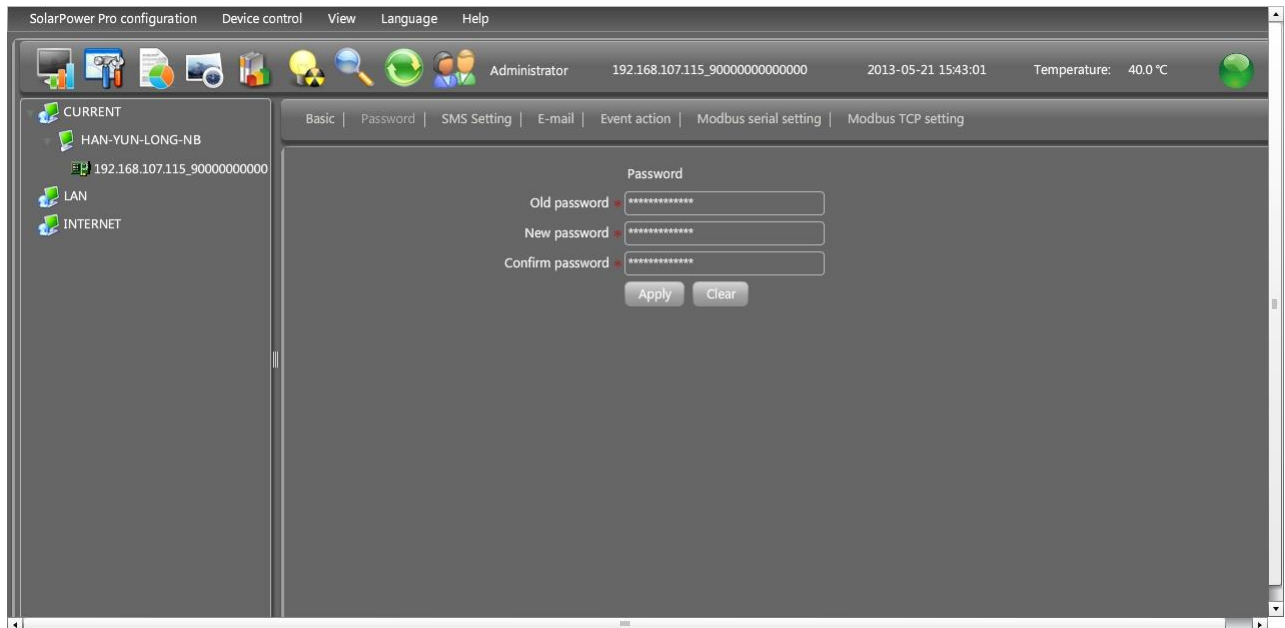 SolarPower Pro configuration Device control View Language Help
Administrator 192.168.107.115_90000000000000 2013-05-21 15:43:01 Temperature: 40.0 ℃
CURRENT
HAN-YUN-LONG-NB
192.168.107.115_90000000000
LAN
INTERNET
Basic | Password | SMS Setting | E-mail | Event action | Modbus serial setting | Modbus TCP setting
Password
Old password * *************
New password * *************
Confirm password * *************
Apply Clear